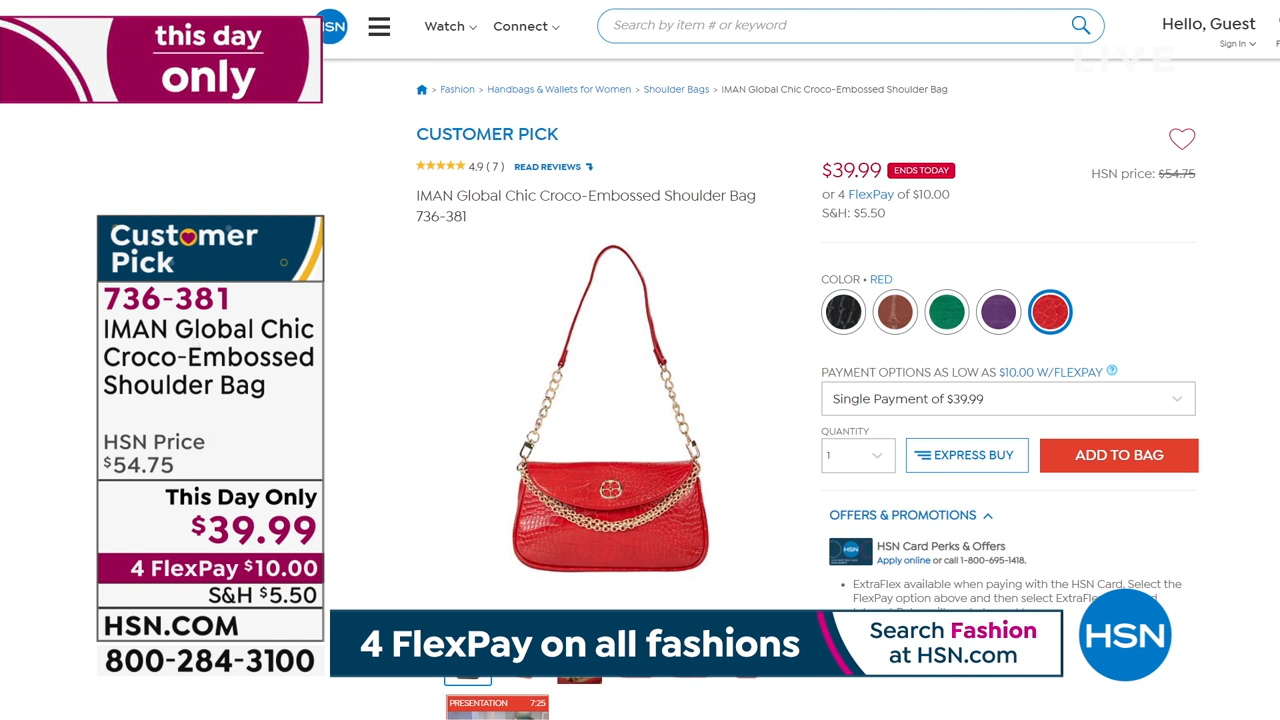 this day
only
HSN
Watch
Connect
Search by item # or keyword
Hello, Guest
Sign In
LIVE
> Fashion > Handbags & Wallets for Women > Shoulder Bags > IMAN Global Chic Croco-Embossed Shoulder Bag
CUSTOMER PICK
4.9 ( 7 ) READ REVIEWS
IMAN Global Chic Croco-Embossed Shoulder Bag
736-381
$39.99 ENDS TODAY
HSN price: $54.75
or 4 FlexPay of $10.00
S&H: $5.50
COLOR • RED
PAYMENT OPTIONS AS LOW AS $10.00 W/FLEXPAY ?
Single Payment of $39.99
QUANTITY
1
EXPRESS BUY
ADD TO BAG
OFFERS & PROMOTIONS
HSN
HSN Card Perks & Offers
Apply online or call 1-800-695-1418.
• ExtraFlex available when paying with the HSN Card. Select the
FlexPay option above and then select
Customer
Pick
736-381
IMAN Global Chic
Croco-Embossed
Shoulder Bag
HSN Price
$54.75
This Day Only
$39.99
4 FlexPay $10.00
S&H $5.50
HSN.COM
800-284-3100
4 FlexPay on all fashions
Search Fashion
at HSN.com
HSN
PRESENTATION 7:25